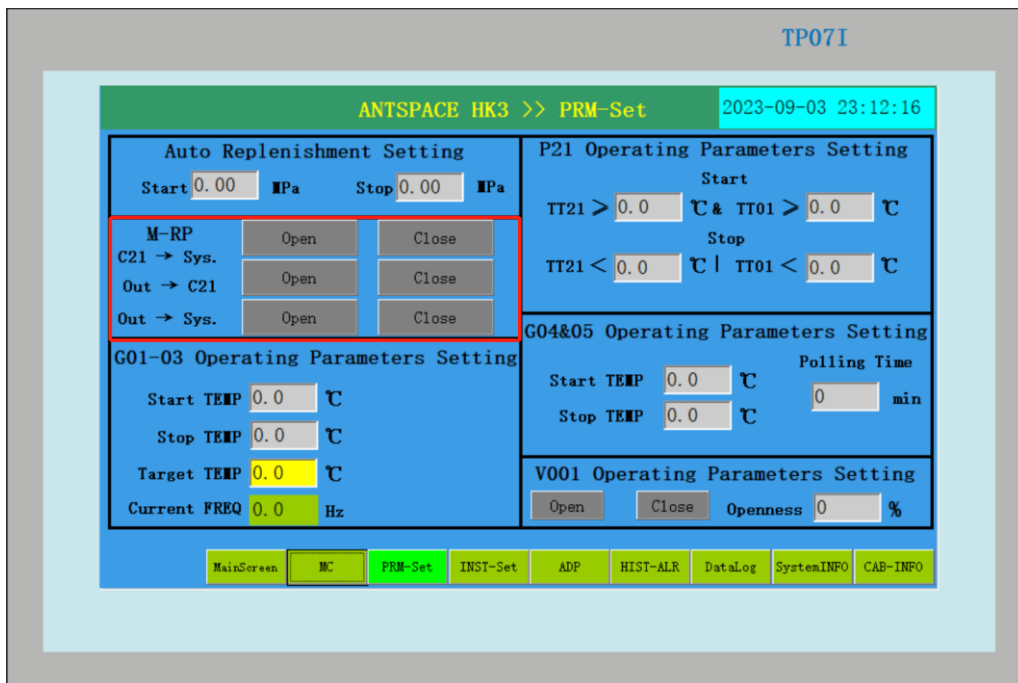 TP07I
ANTSPACE HK3 >> PRM-Set
2023-09-03 23:12:16
Auto Replenishment Setting
Start 0.00 MPa Stop 0.00 MPa
M-RP
C21 → Sys. Open Close
Out → C21 Open Close
Out → Sys. Open Close
G01-03 Operating Parameters Setting
Start TEMP 0.0 ℃
Stop TEMP 0.0 ℃
Target TEMP 0.0 ℃
Current FREQ 0.0 Hz
P21 Operating Parameters Setting
Start
TT21 ⩾ 0.0 ℃ & TT01 ⩾ 0.0 ℃
Stop
TT21 < 0.0 ℃ | TT01 < 0.0 ℃
G04&05 Operating Parameters Setting
Start TEMP 0.0 ℃
Stop TEMP 0.0 ℃
Polling Time
0 min
V001 Operating Parameters Setting
Open Close Openness 0 %
MainScreen MC PRM-Set INST-Set ADP HIST-ALR DataLog SystemINFO CAB-INFO